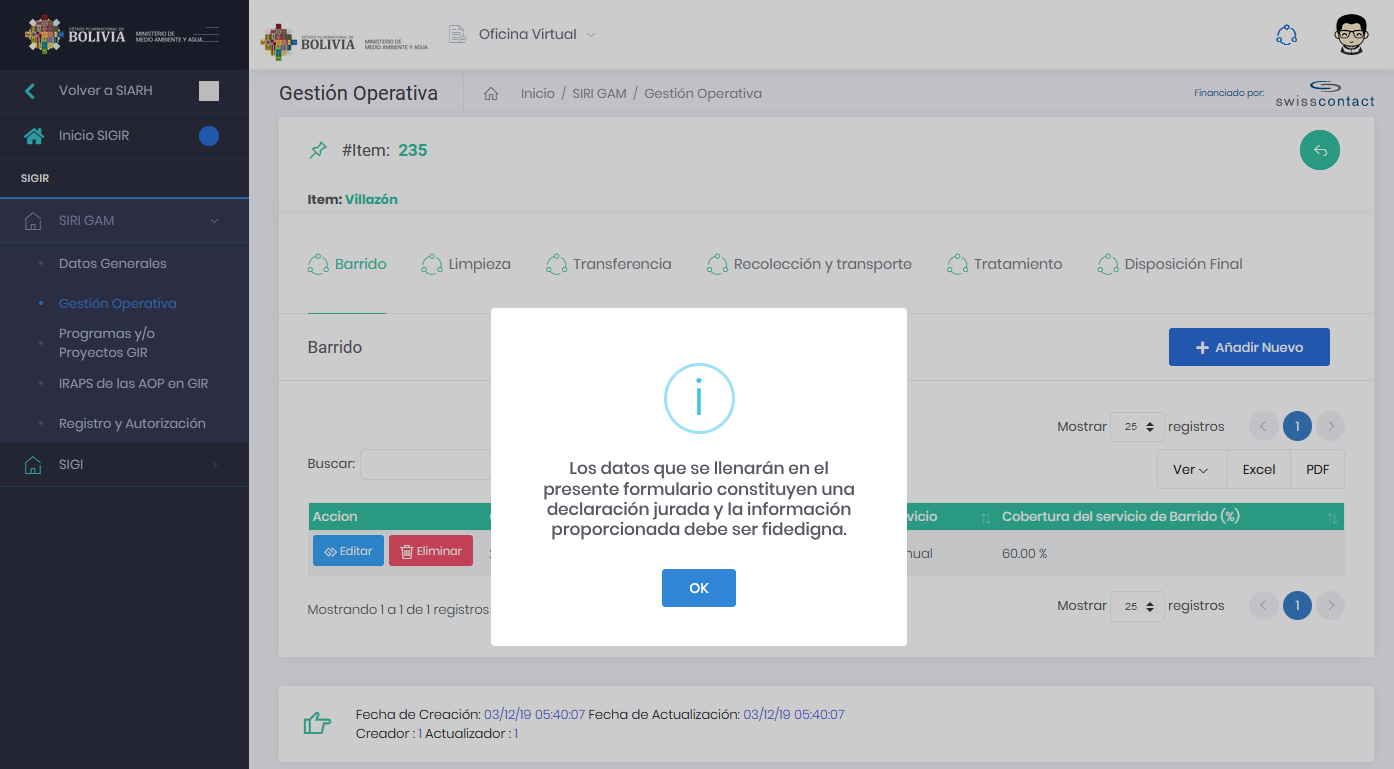 ESTADO PLURINACIONAL DE
BOLIVIA
MINISTERIO DE
MEDIO AMBIENTE Y AGUA
Volver a SIARH
Inicio SIGIR
SIGIR
SIRI GAM
Datos Generales
Gestión Operativa
Programas y/o
Proyectos GIR
IRAPS de las AOP en GIR
Registro y Autorización
SIGI
ESTADO PLURINACIONAL DE
BOLIVIA
MINISTERIO DE
MEDIO AMBIENTE Y AGUA
Oficina Virtual
Gestión Operativa
Inicio / SIRI GAM / Gestión Operativa
Financiado por:
swisscontact
#Item: 235
Item: Villazón
Barrido Limpieza Transferencia Recolección y transporte Tratamiento Disposición Final
Barrido
+ Añadir Nuevo
Mostrar 25 registros 1
Buscar:
Ver Excel PDF
Accion
Cobertura del servicio de Barrido (%)
Editar Eliminar
60.00 %
Mostrando 1 a 1 de 1 registros
Mostrar 25 registros 1
Los datos que se llenarán en el
presente formulario constituyen una
declaración jurada y la información
proporcionada debe ser fidedigna.
OK
Fecha de Creación: 03/12/19 05:40:07 Fecha de Actualización: 03/12/19 05:40:07
Creador : 1 Actualizador : 1